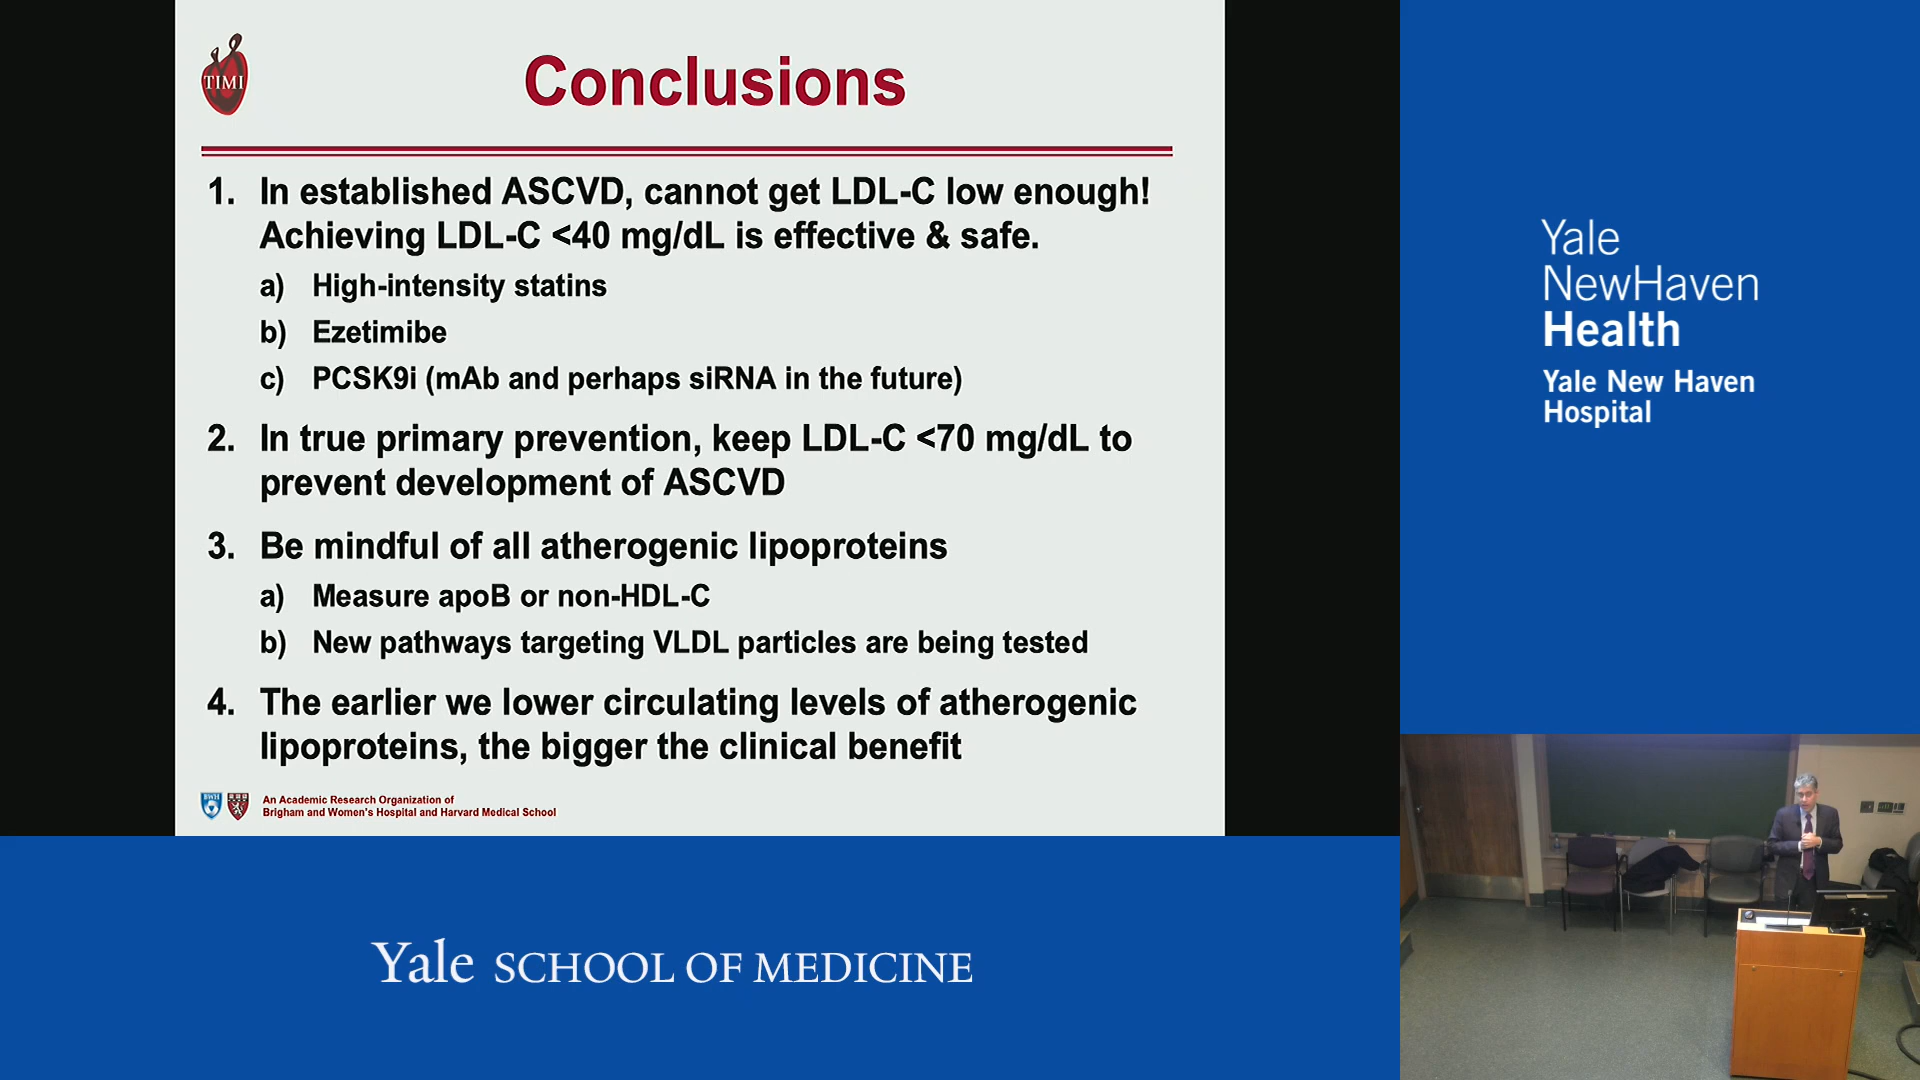 TIMI
Conclusions
1. In established ASCVD, cannot get LDL-C low enough!
Achieving LDL-C <40 mg/dL is effective & safe.
a) High-intensity statins
b) Ezetimibe
c) PCSK9i (mAb and perhaps siRNA in the future)
2. In true primary prevention, keep LDL-C <70 mg/dL to
prevent development of ASCVD
3. Be mindful of all atherogenic lipoproteins
a) Measure apoB or non-HDL-C
b) New pathways targeting VLDL particles are being tested
4. The earlier we lower circulating levels of atherogenic
lipoproteins, the bigger the clinical benefit
BWH
An Academic Research Organization of
Brigham and Women's Hospital and Harvard Medical School
Yale
NewHaven
Health
Yale New Haven
Hospital
Yale SCHOOL OF MEDICINE